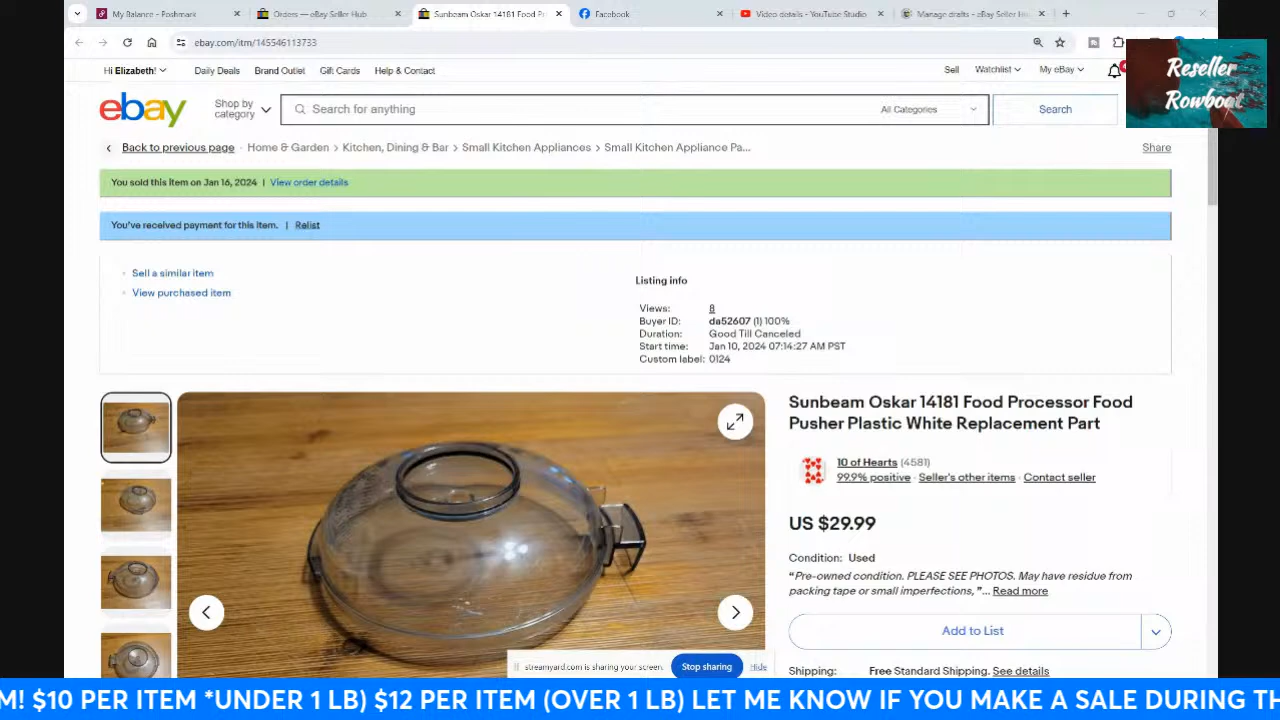 My Balance - Poshmark
Orders — eBay Seller Hub
Sunbeam Oskar 14181 Food Pr
Facebook
Video details - YouTube Studio
Manage drafts - eBay Seller H
ebay.com/itm/145546113733
Hi Elizabeth!
Daily Deals
Brand Outlet
Gift Cards
Help & Contact
Sell
Watchlist
My eBay
Reseller
Rowboat
ebay
Shop by
category
Search for anything
All Categories
Search
Back to previous page
Home & Garden > Kitchen, Dining & Bar > Small Kitchen Appliances > Small Kitchen Appliance Pa...
Share
You sold this item on Jan 16, 2024 | View order details
You've received payment for this item. | Relist
Sell a similar item
View purchased item
Listing info
Views: 8
Buyer ID: da52607 (1) 100%
Duration: Good Till Canceled
Start time: Jan 10, 2024 07:14:27 AM PST
Custom label: 0124
Sunbeam Oskar 14181 Food Processor Food
Pusher Plastic White Replacement Part
10 of Hearts (4581)
99.9% positive · Seller's other items · Contact seller
US $29.99
Condition: Used
“Pre-owned condition. PLEASE SEE PHOTOS. May have residue from
packing tape or small imperfections, ”... Read more
Add to List
Shipping: Free Standard Shipping. See details
streamyard.com is sharing your screen.
Stop sharing
Hide
M! $10 PER ITEM *UNDER 1 LB) $12 PER ITEM (OVER 1 LB) LET ME KNOW IF YOU MAKE A SALE DURING TH